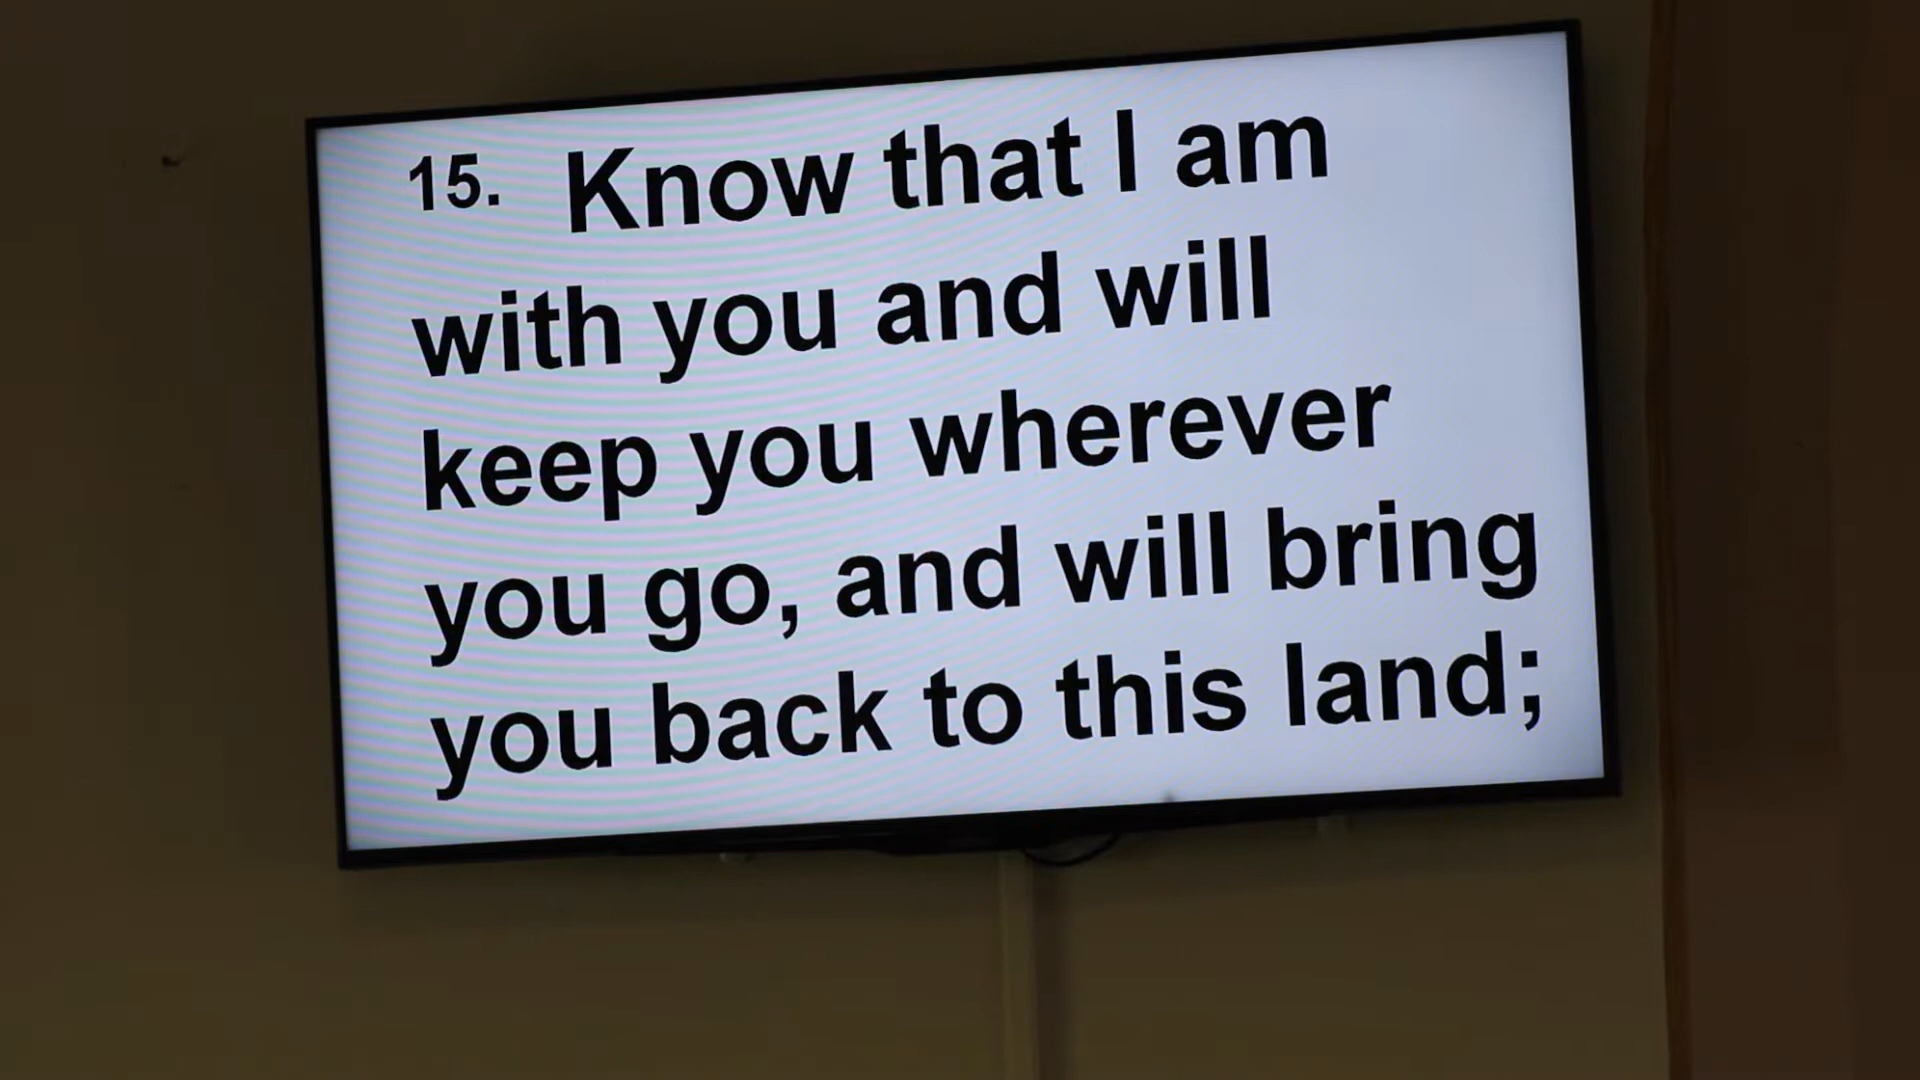 15. Know that I am
with you and will
keep you wherever
you go, and will bring
you back to this land;